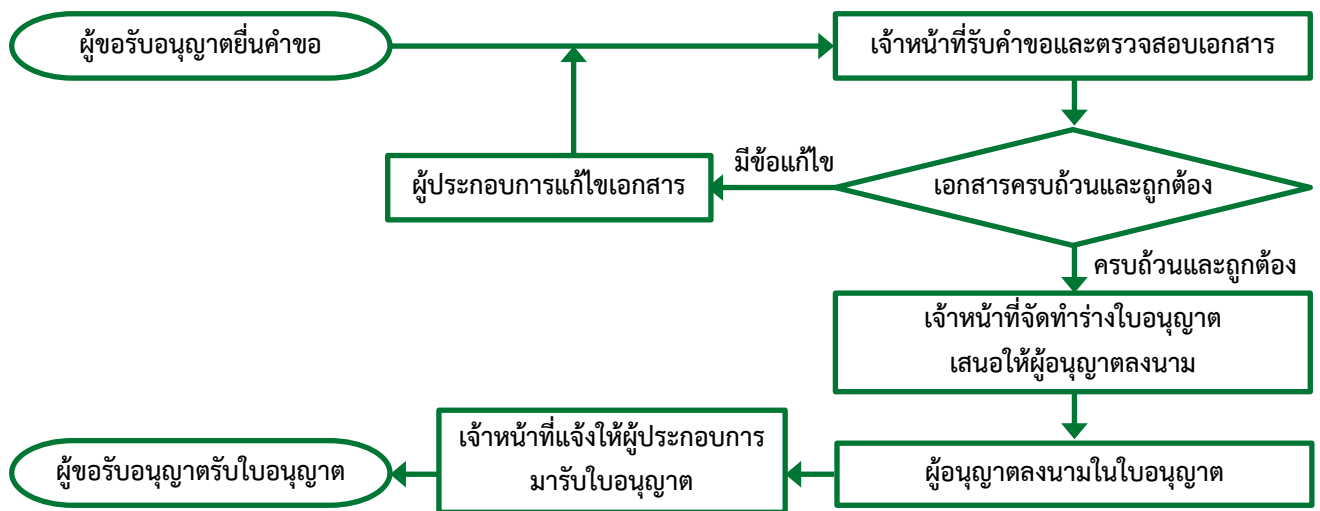 ผู้ขอรับอนุญาตยื่นคำขอ
เจ้าหน้าที่รับคำขอและตรวจสอบเอกสาร
เอกสารครบถ้วนและถูกต้อง
มีข้อแก้ไข
ผู้ประกอบการแก้ไขเอกสาร
ครบถ้วนและถูกต้อง
เจ้าหน้าที่จัดทำร่างใบอนุญาต
เสนอให้ผู้อนุญาตลงนาม
ผู้อนุญาตลงนามในใบอนุญาต
เจ้าหน้าที่แจ้งให้ผู้ประกอบการ
มารับใบอนุญาต
ผู้ขอรับอนุญาตรับใบอนุญาต